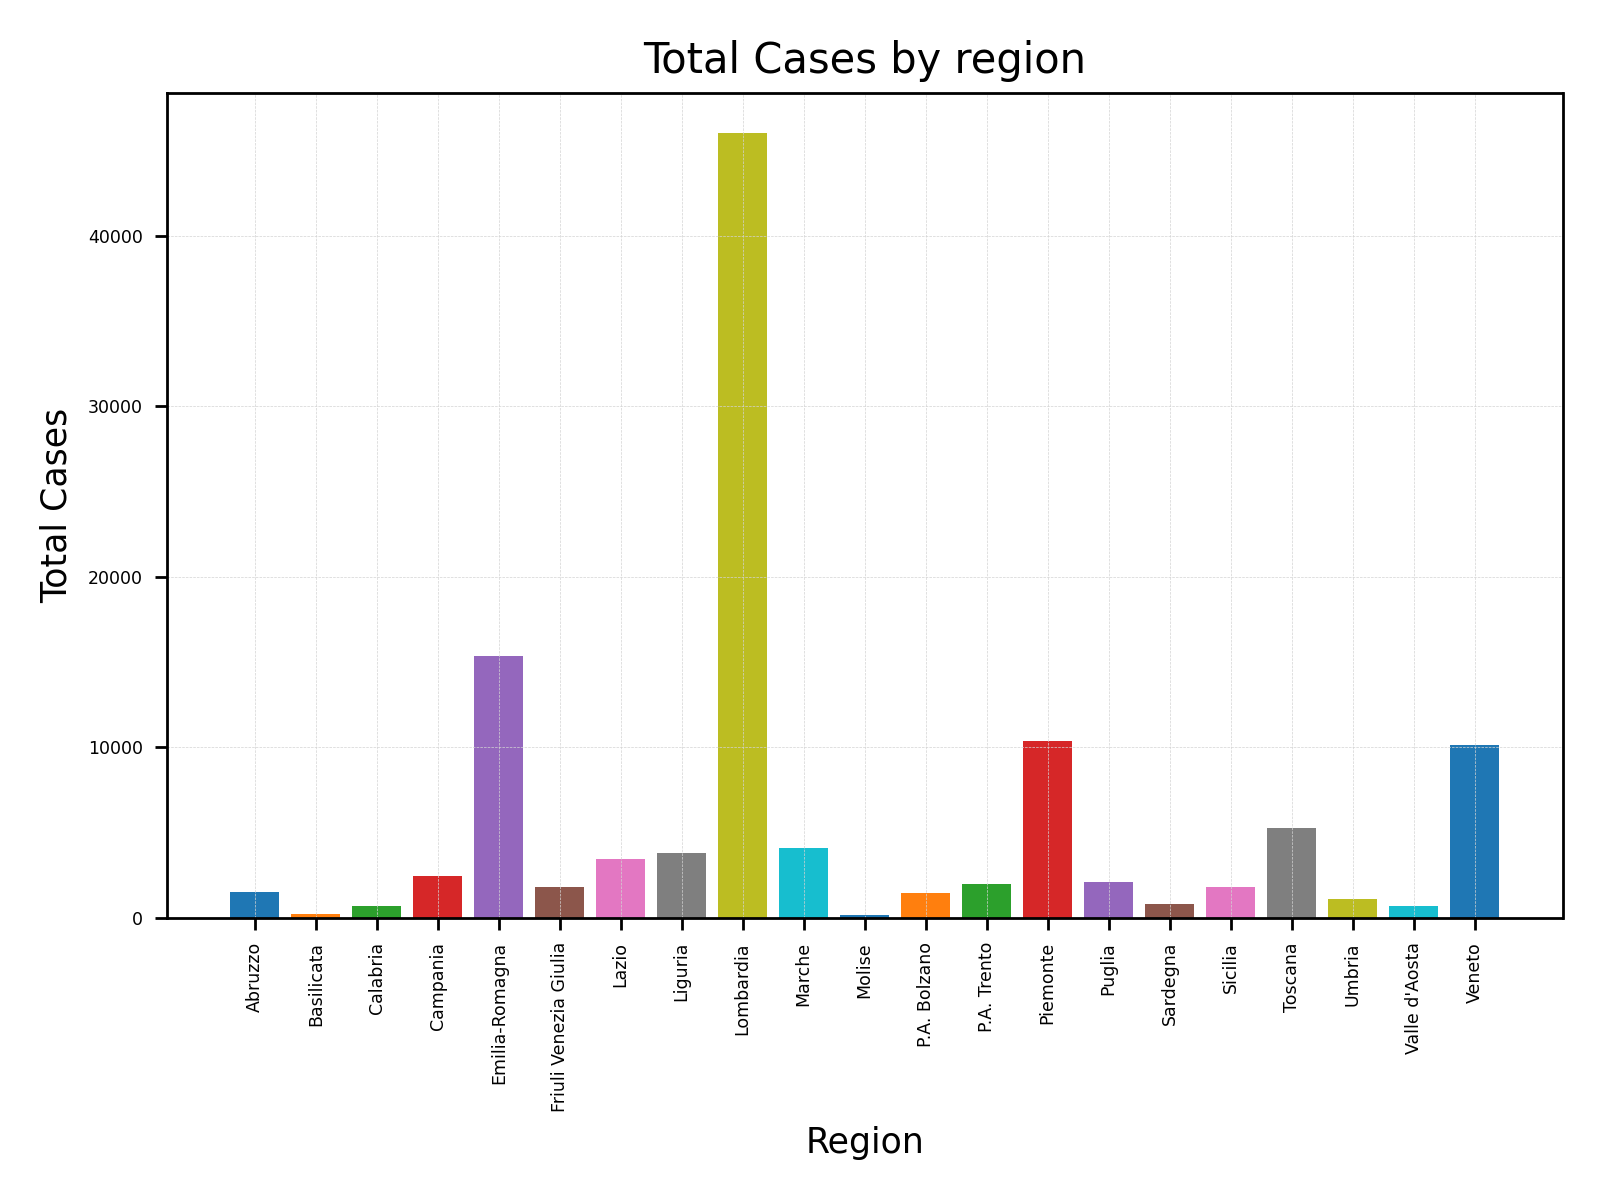 Total Cases by region
Total Cases
40000
30000
20000
10000
0
Abruzzo
Basilicata
Calabria
Campania
Emilia-Romagna
Friuli Venezia Giulia
Lazio
Liguria
Lombardia
Marche
Molise
P.A. Bolzano
P.A. Trento
Piemonte
Puglia
Sardegna
Sicilia
Toscana
Umbria
Valle d'Aosta
Veneto
Region